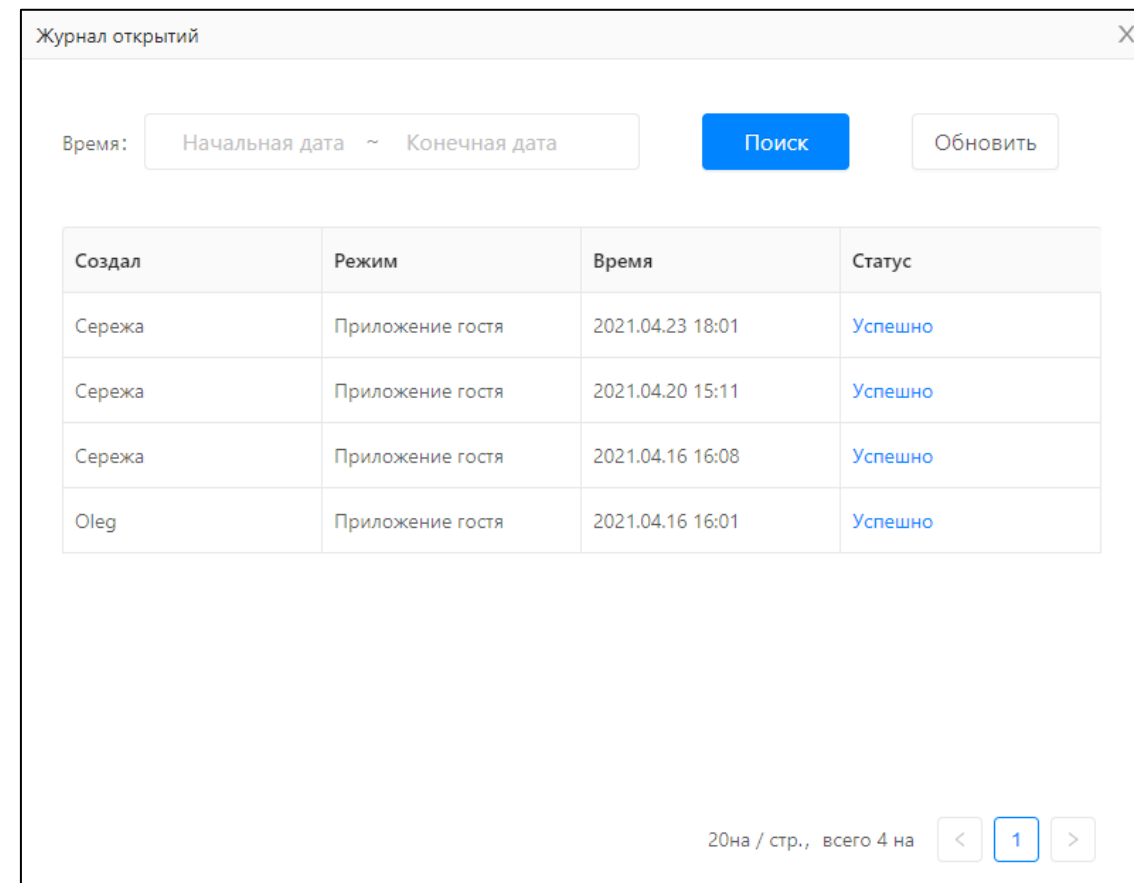 Журнал открытий X
Время: Начальная дата ~ Конечная дата Поиск Обновить
Создал Режим Время Статус
Сережа Приложение гостя 2021.04.23 18:01 Успешно
Сережа Приложение гостя 2021.04.20 15:11 Успешно
Сережа Приложение гостя 2021.04.16 16:08 Успешно
Oleg Приложение гостя 2021.04.16 16:01 Успешно
20на / стр., всего 4 на < 1 >